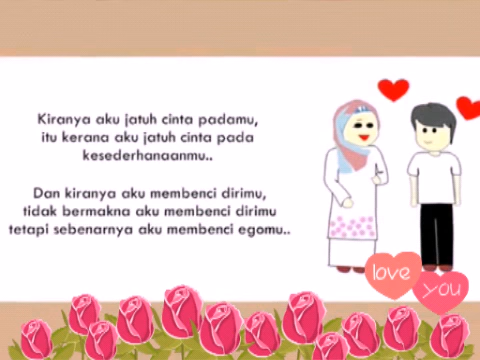 Kiranya aku jatuh cinta padamu,
itu kerana aku jatuh cinta pada
kesederhanaanmu..
Dan kiranya aku membenci dirimu,
tidak bermakna aku membenci dirimu
tetapi sebenarnya aku membenci egomu..
love
you